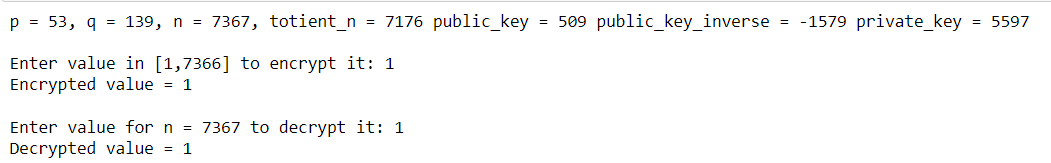 p = 53, q = 139, n = 7367, totient_n = 7176 public_key = 509 public_key_inverse = -1579 private_key = 5597
Enter value in [1,7366] to encrypt it: 1
Encrypted value = 1
Enter value for n = 7367 to decrypt it: 1
Decrypted value = 1